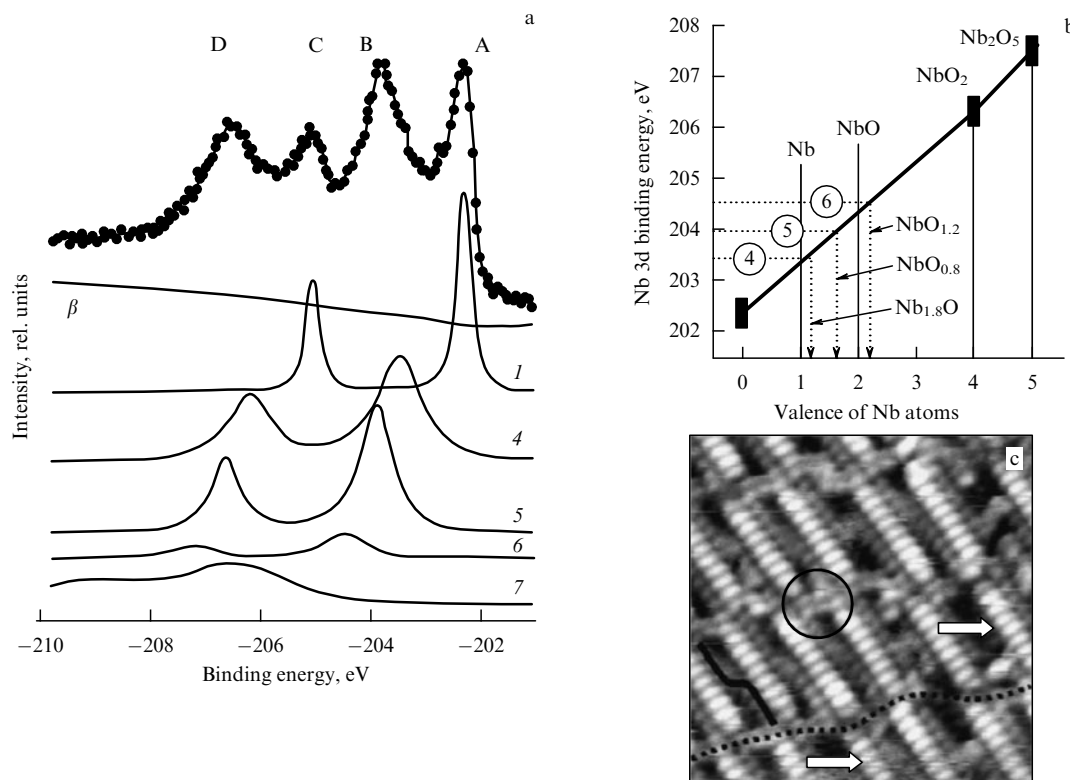 a
D C B A
β
1
4
5
6
7
Intensity, rel. units
−210 −208 −206 −204 −202
Binding energy, eV
b
208
207
206
205
204
203
202
Nb 3d binding energy, eV
Nb₂O₅
NbO₂
NbO
Nb
6
5
4
NbO₁.₂
NbO₀.₈
Nb₁.₈O
0 1 2 3 4 5
Valence of Nb atoms
c